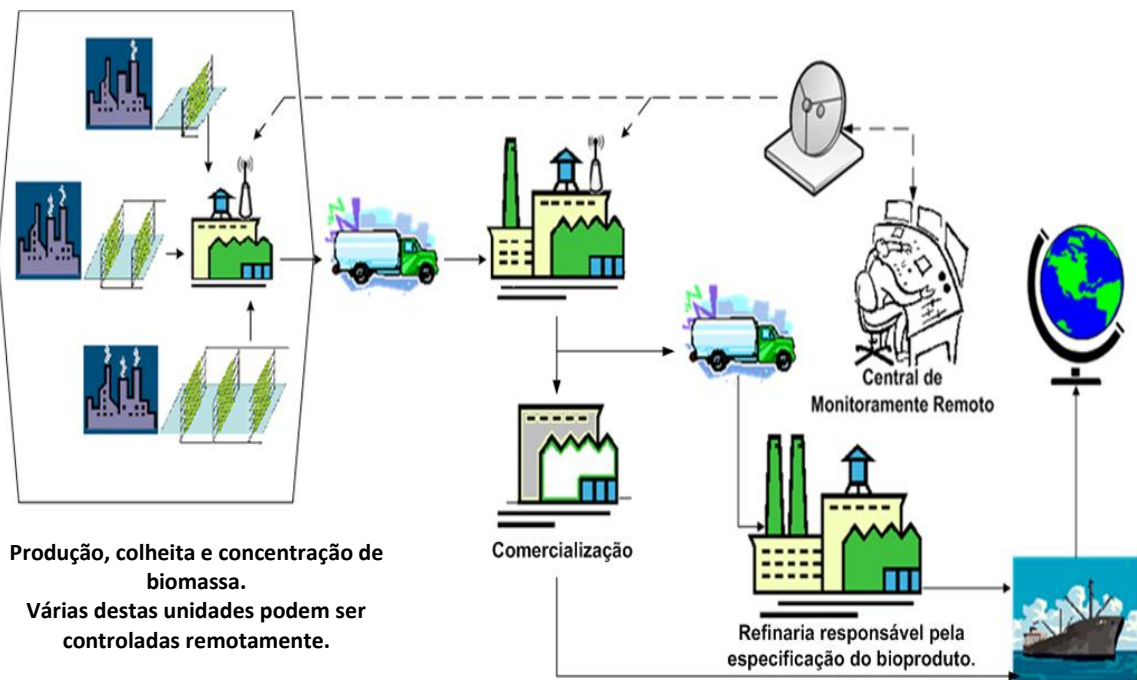 Central de
Monitoramente Remoto
Comercialização
Produção, colheita e concentração de
biomassa.
Várias destas unidades podem ser
controladas remotamente.
Refinaria responsável pela
especificação do bioproduto.